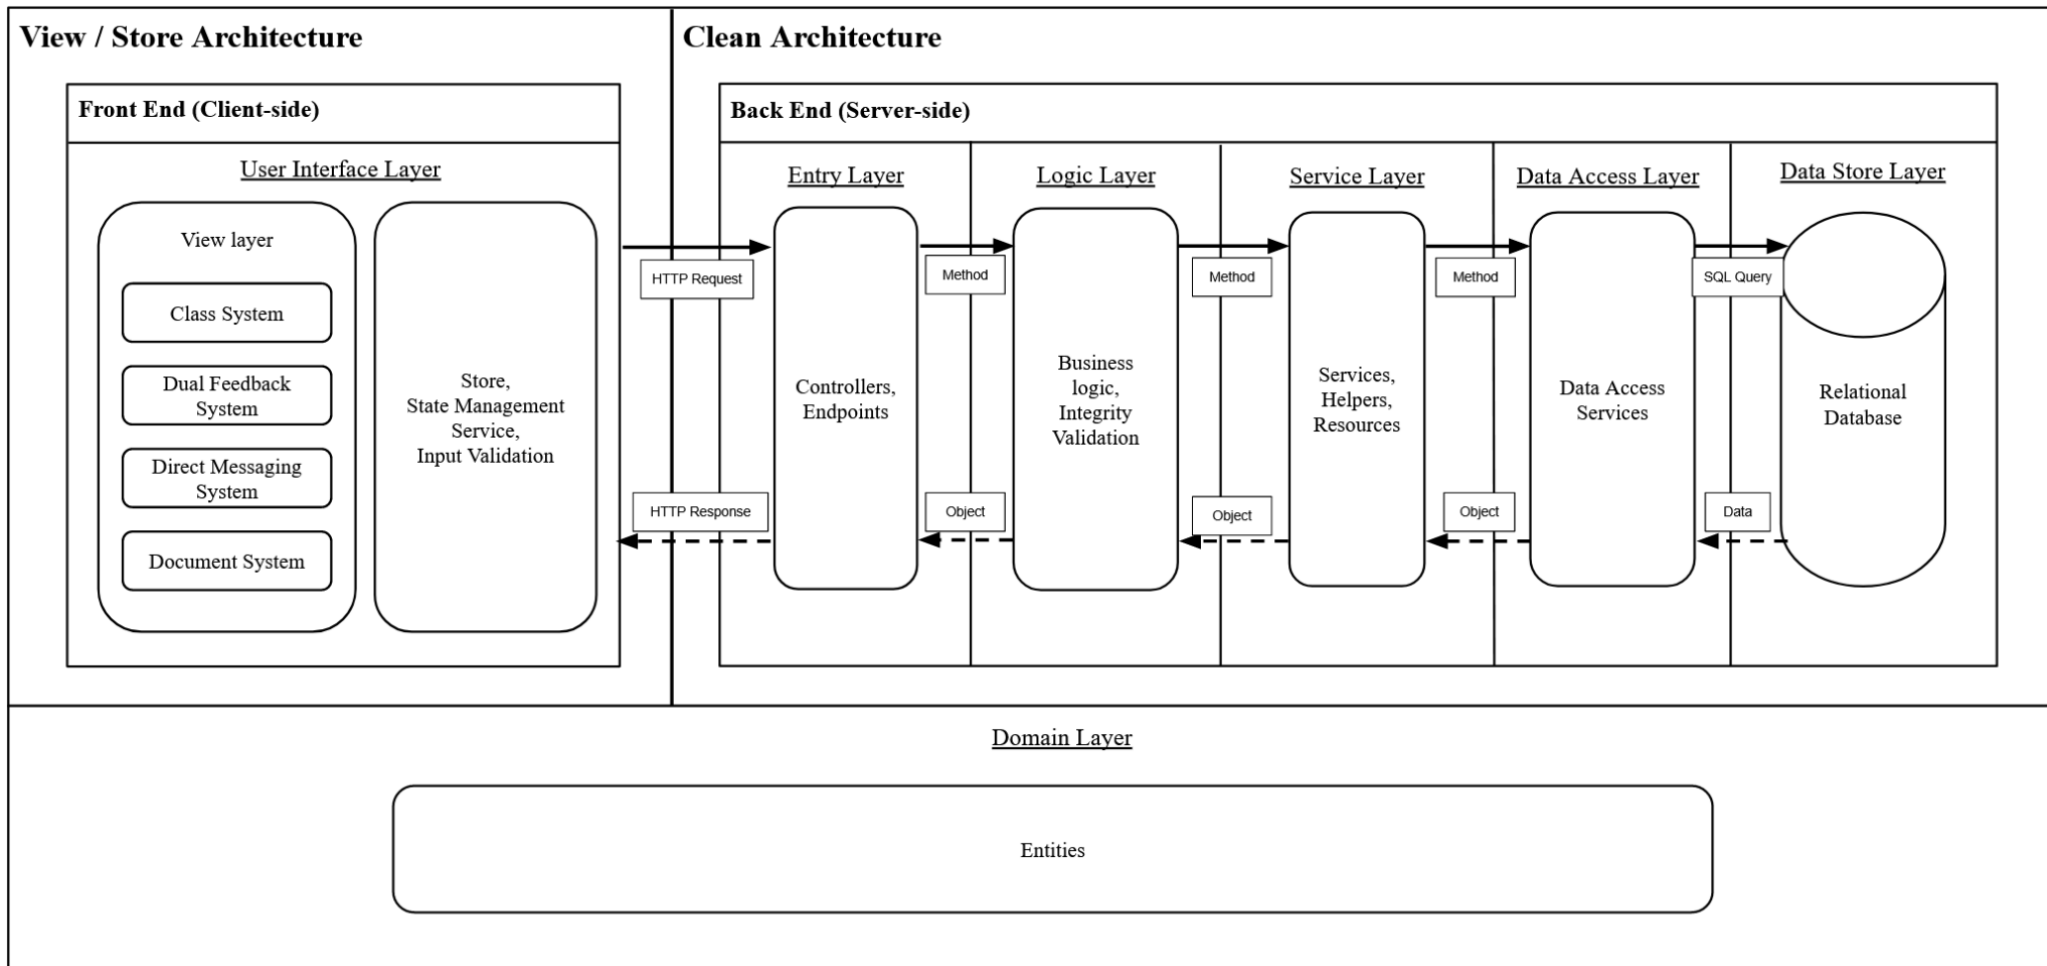 View / Store Architecture
Clean Architecture
Front End (Client-side)
Back End (Server-side)
User Interface Layer
Entry Layer
Logic Layer
Service Layer
Data Access Layer
Data Store Layer
View layer
Class System
Dual Feedback
System
Direct Messaging
System
Document System
Store,
State Management
Service,
Input Validation
HTTP Request
HTTP Response
Controllers,
Endpoints
Method
Object
Business
logic,
Integrity
Validation
Method
Object
Services,
Helpers,
Resources
Method
Object
Data Access
Services
SQL Query
Data
Relational
Database
Domain Layer
Entities